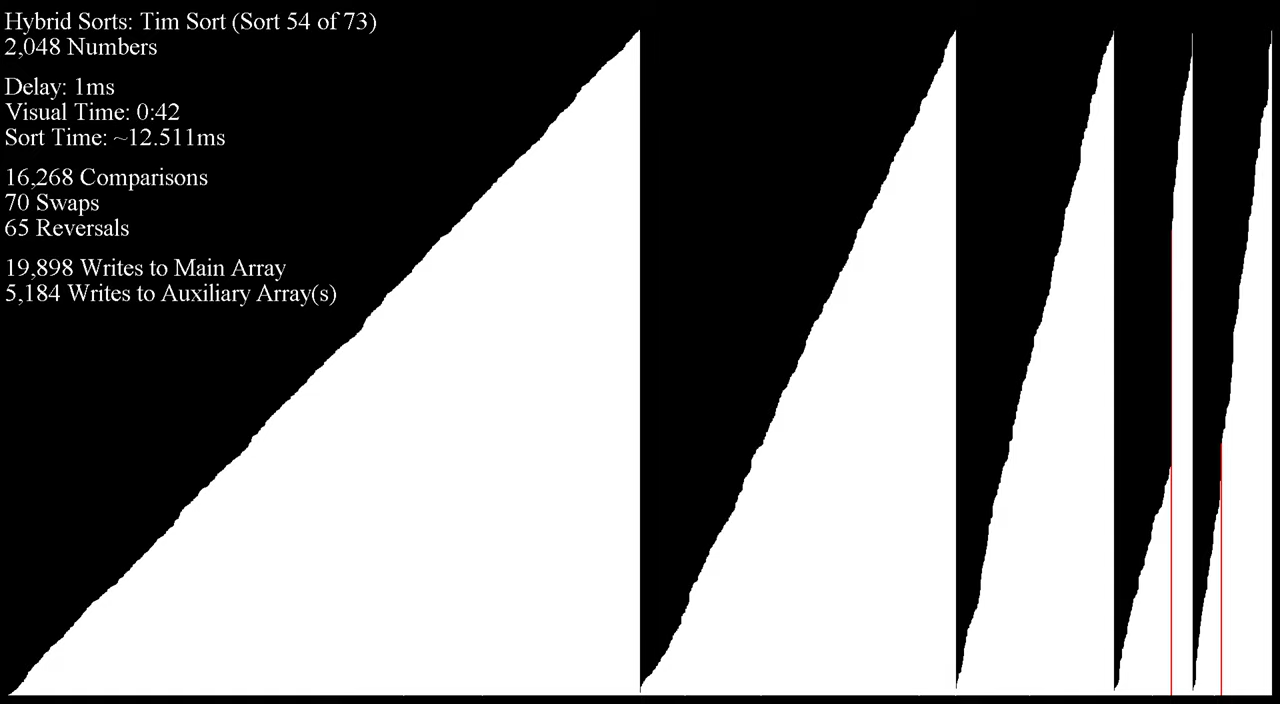 Hybrid Sorts: Tim Sort (Sort 54 of 73)
2,048 Numbers
Delay: 1ms
Visual Time: 0:42
Sort Time: ~12.511ms
16,268 Comparisons
70 Swaps
65 Reversals
19,898 Writes to Main Array
5,184 Writes to Auxiliary Array(s)